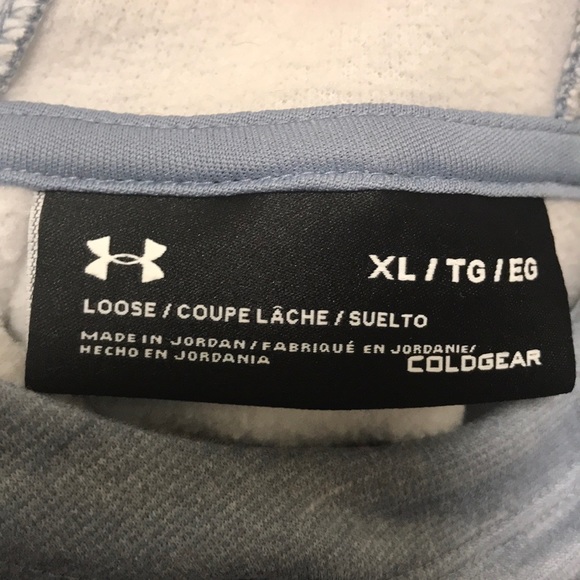 XL / TG / EG
LOOSE / COUPE LÂCHE / SUELTO
MADE IN JORDAN / FABRIQUÉ EN JORDANIE /
HECHO EN JORDANIA
COLDGEAR